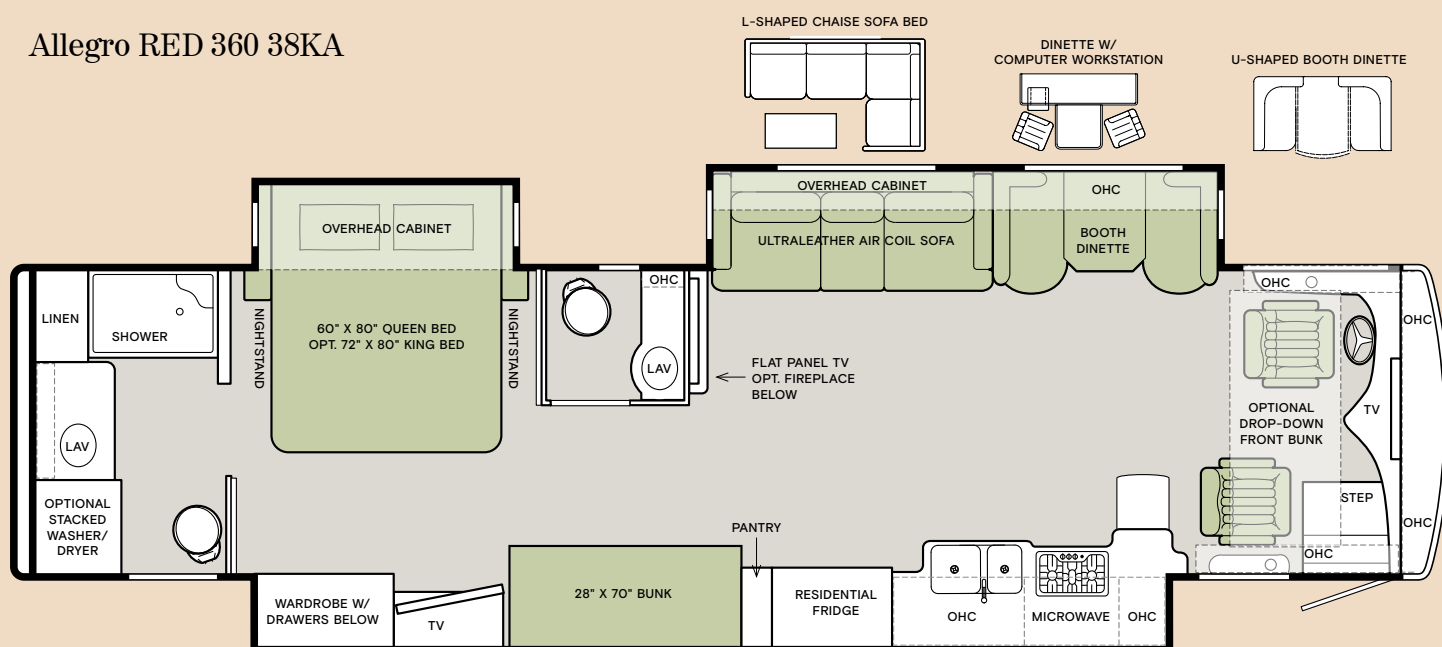 Allegro RED 360 38KA
L-SHAPED CHAISE SOFA BED
DINETTE W/
COMPUTER WORKSTATION
U-SHAPED BOOTH DINETTE
OVERHEAD CABINET
ULTRALEATHER AIR COIL SOFA
OHC
BOOTH
DINETTE
OVERHEAD CABINET
60" X 80" QUEEN BED
OPT. 72" X 80" KING BED
NIGHTSTAND
NIGHTSTAND
LINEN
SHOWER
LAV
OPTIONAL
STACKED
WASHER/
DRYER
OHC
LAV
FLAT PANEL TV
OPT. FIREPLACE
BELOW
OHC
OHC
OPTIONAL
DROP-DOWN
FRONT BUNK
TV
STEP
OHC
OHC
PANTRY
WARDROBE W/
DRAWERS BELOW
TV
28" X 70" BUNK
RESIDENTIAL
FRIDGE
OHC
MICROWAVE
OHC